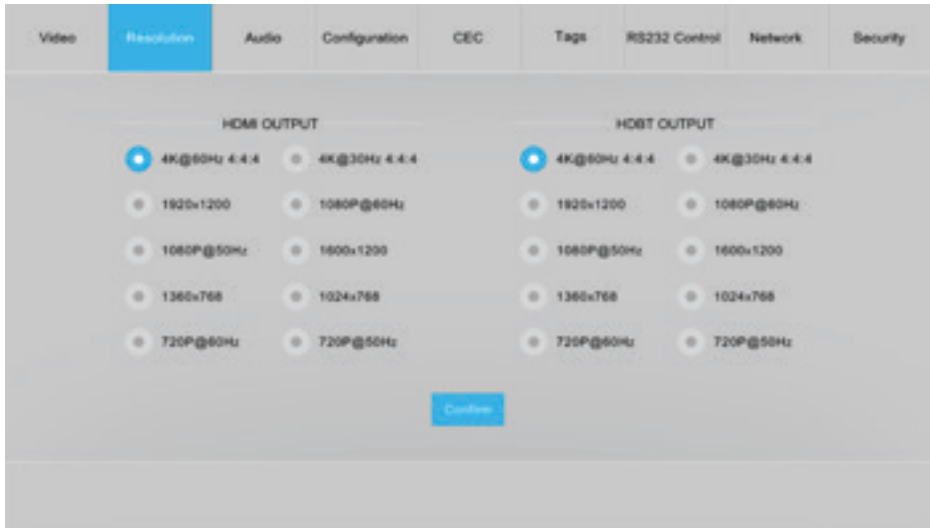 Video Resolution Audio Configuration CEC Tags RS232 Control Network Security
HDMI OUTPUT HDBT OUTPUT
4K@60Hz 4:4:4 4K@30Hz 4:4:4 4K@60Hz 4:4:4 4K@30Hz 4:4:4
1920x1200 1080P@60Hz 1920x1200 1080P@60Hz
1080P@50Hz 1600x1200 1080P@50Hz 1600x1200
1360x768 1024x768 1360x768 1024x768
720P@60Hz 720P@50Hz 720P@60Hz 720P@50Hz
Confirm